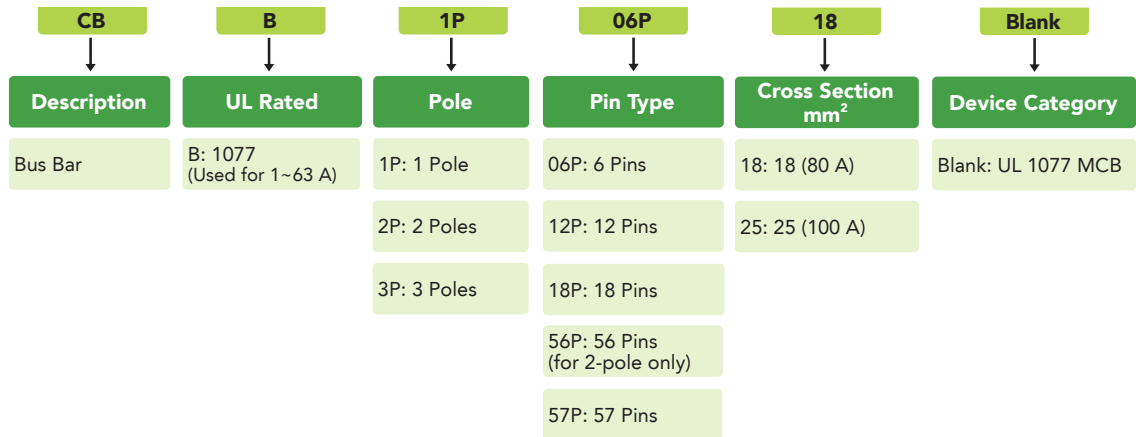 CB B 1P 06P 18 Blank
Description UL Rated Pole Pin Type Cross Section mm² Device Category
Bus Bar
B: 1077
(Used for 1~63 A)
1P: 1 Pole
2P: 2 Poles
3P: 3 Poles
06P: 6 Pins
12P: 12 Pins
18P: 18 Pins
56P: 56 Pins
(for 2-pole only)
57P: 57 Pins
18: 18 (80 A)
25: 25 (100 A)
Blank: UL 1077 MCB